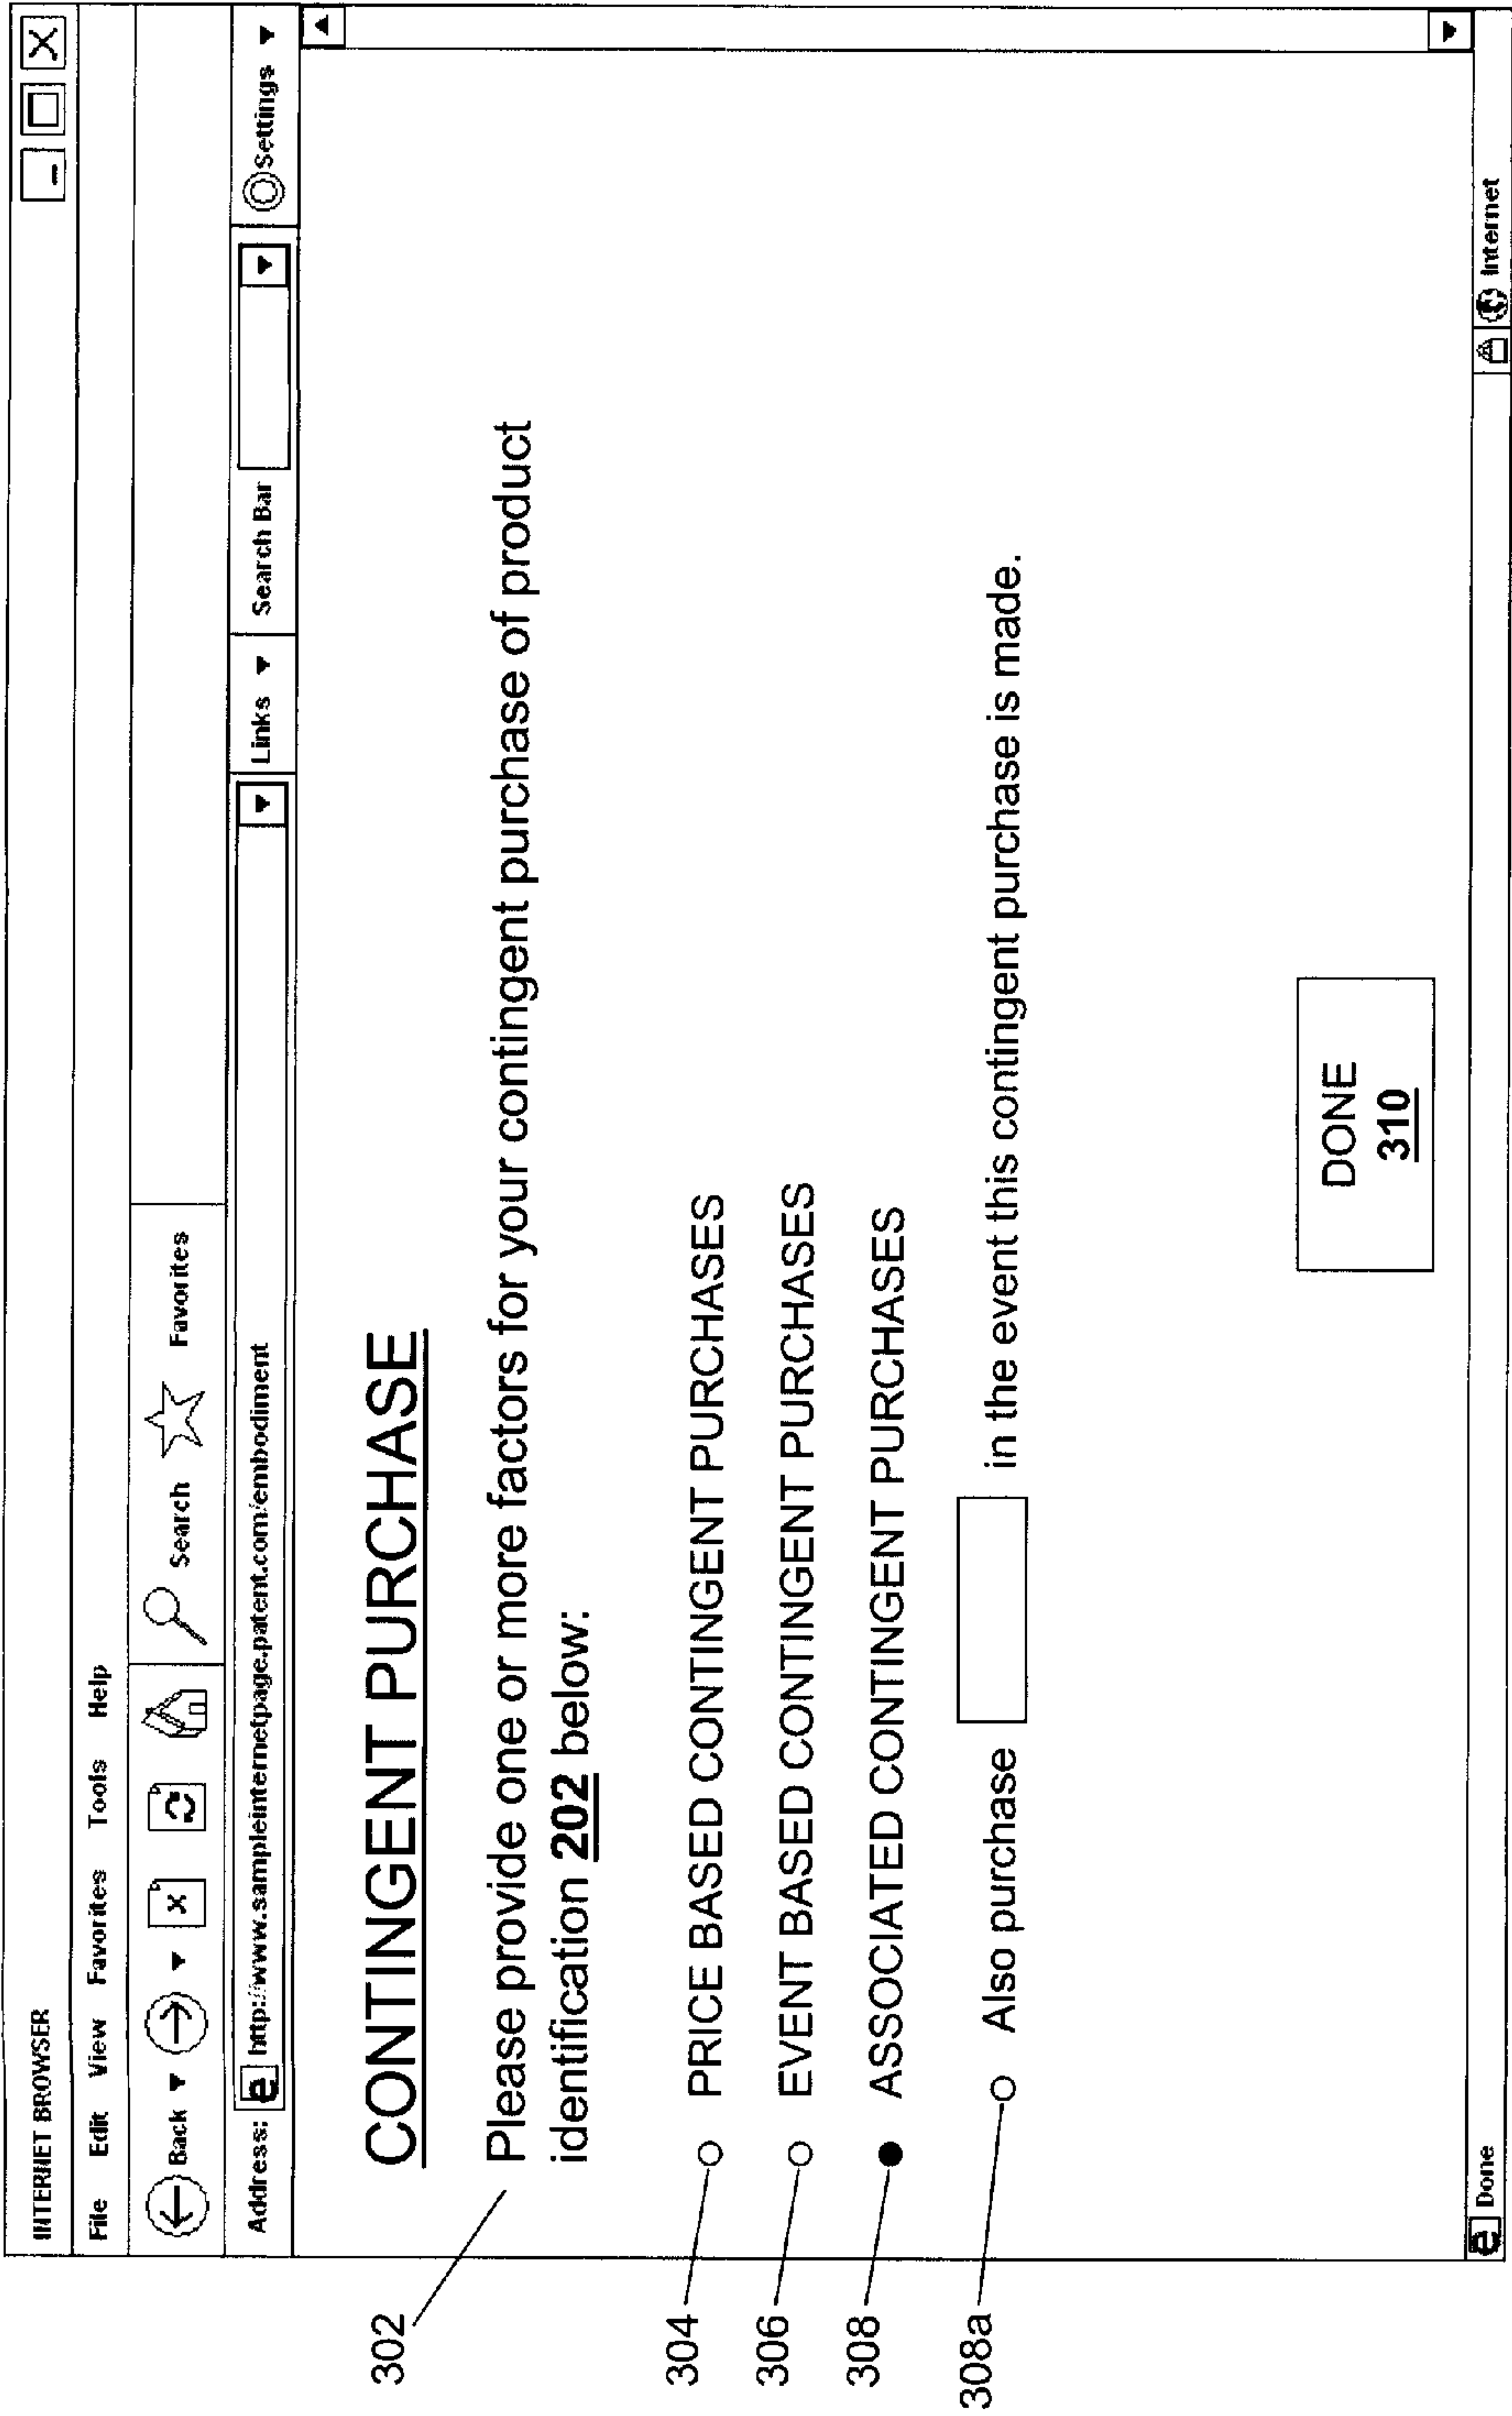 INTERNET BROWSER
File Edit View Favorites Tools Help
Back Search Favorites
Address: http://www.sampleinternetpage.patent.com/embodiment Links Search Bar Settings
CONTINGENT PURCHASE
302
Please provide one or more factors for your contingent purchase of product
identification 202 below:
304 PRICE BASED CONTINGENT PURCHASES
306 EVENT BASED CONTINGENT PURCHASES
308 ASSOCIATED CONTINGENT PURCHASES
308a Also purchase in the event this contingent purchase is made.
DONE
310
Done Internet